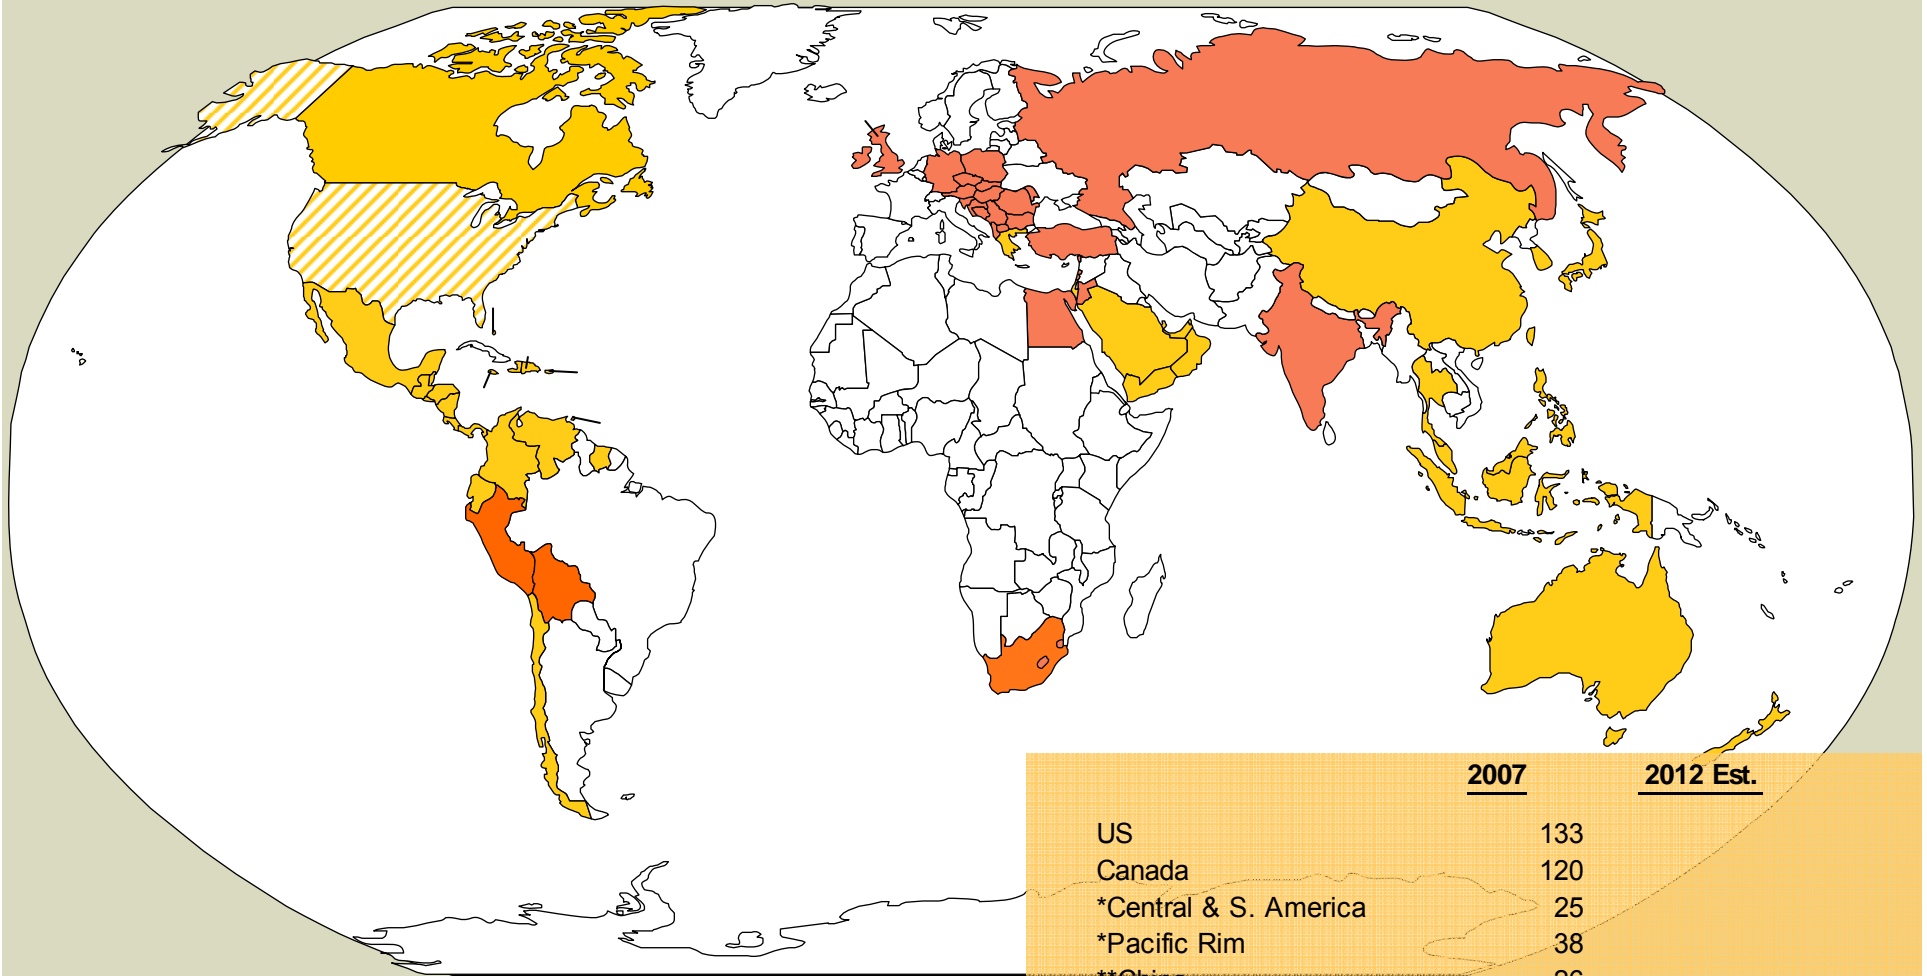 2007 2012 Est.
US 133
Canada 120
*Central & S. America 25
*Pacific Rim 38